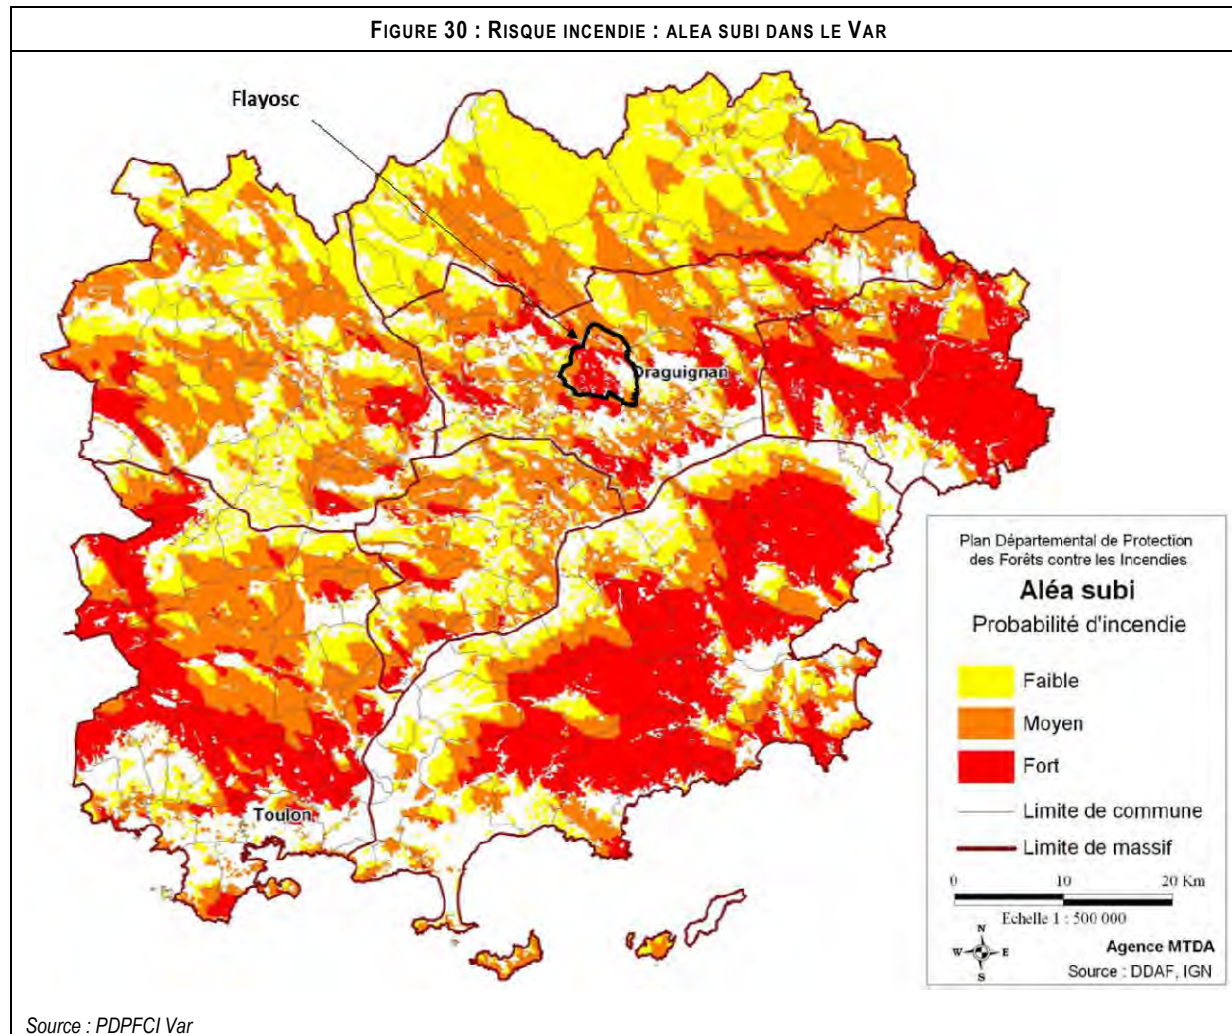 FIGURE 30 : RISQUE INCENDIE : ALEA SUBI DANS LE VAR
Flayosc
Draguignan
Toulon
Plan Départemental de Protection
des Forêts contre les Incendies
Aléa subi
Probabilité d'incendie
Faible
Moyen
Fort
Limite de commune
Limite de massif
0 10 20 Km
Echelle 1 : 500 000
N
W E
S
Agence MTDA
Source : DDAF, IGN
Source : PDPFCI Var